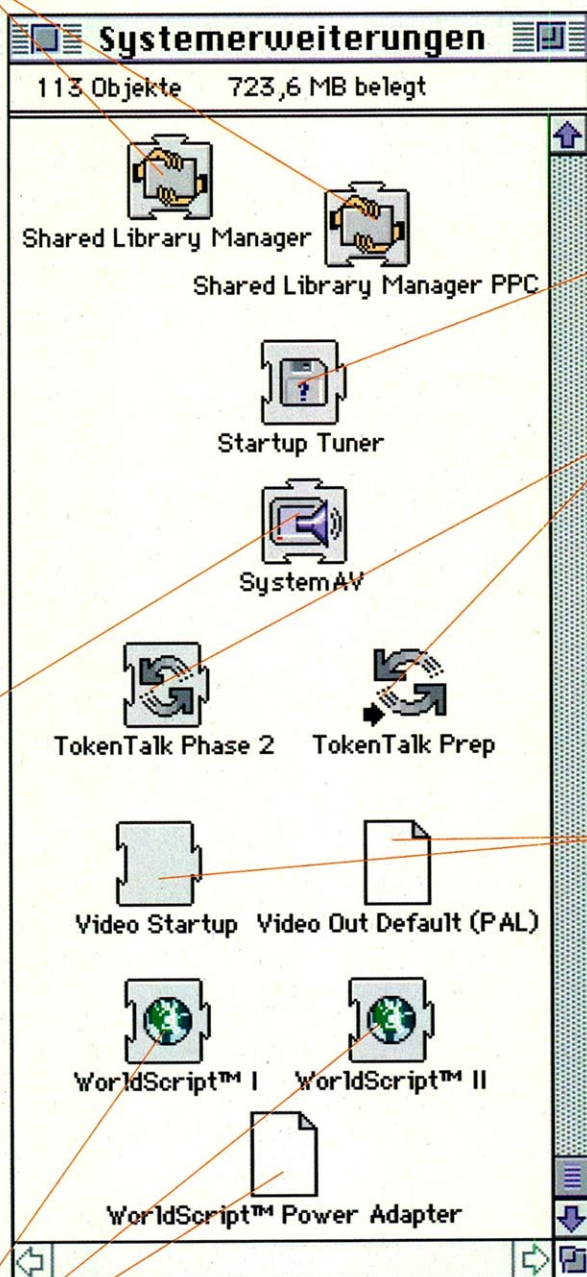 Systemerweiterungen
113 Objekte 723,6 MB belegt
Shared Library Manager
Shared Library Manager PPC
Startup Tuner
SystemAV
TokenTalk Phase 2 TokenTalk Prep
Video Startup Video Out Default (PAL)
WorldScript™ I WorldScript™ II
WorldScript™ Power Adapter